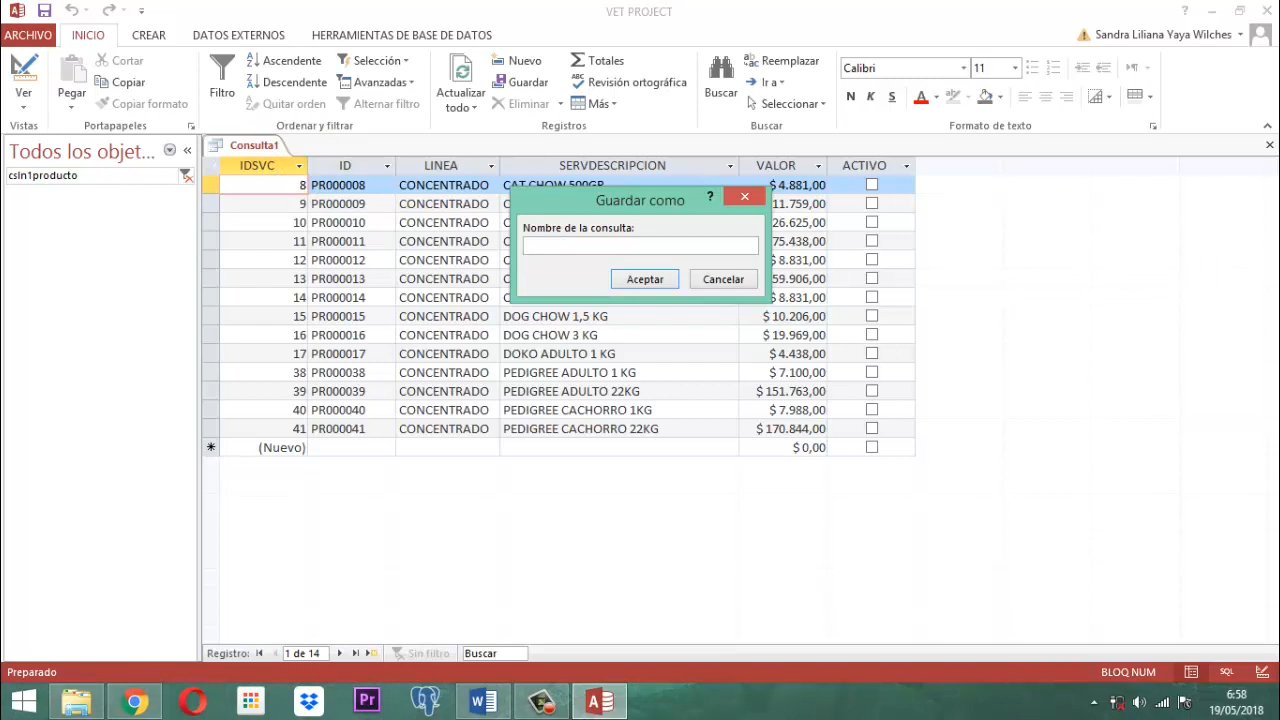 VET PROJECT
ARCHIVO INICIO CREAR DATOS EXTERNOS HERRAMIENTAS DE BASE DE DATOS
Sandra Liliana Yaya Wilches
Ver
Vistas
Pegar
Cortar
Copiar
Copiar formato
Portapapeles
Filtro
Ascendente
Descendente
Quitar orden
Selección
Avanzadas
Alternar filtro
Ordenar y filtrar
Actualizar
todo
Nuevo
Guardar
Eliminar
Totales
Revisión ortográfica
Más
Registros
Buscar
Reemplazar
Ir a
Seleccionar
Buscar
Calibri 11
N K S A
Formato de texto
Todos los objet...
csln1producto
Consulta1
IDSVC ID LINEA SERVDESCRIPCION VALOR ACTIVO
8 PR000008 CONCENTRADO CAT CHOW 500GR $ 4.881,00
9 PR000009 CONCENTRADO 11.759,00
10 PR000010 CONCENTRADO 26.625,00
11 PR000011 CONCENTRADO 75.438,00
12 PR000012 CONCENTRADO $ 8.831,00
13 PR000013 CONCENTRADO 59.906,00
14 PR000014 CONCENTRADO $ 8.831,00
15 PR000015 CONCENTRADO DOG CHOW 1,5 KG $ 10.206,00
16 PR000016 CONCENTRADO DOG CHOW 3 KG $ 19.969,00
17 PR000017 CONCENTRADO DOKO ADULTO 1 KG $ 4.438,00
38 PR000038 CONCENTRADO PEDIGREE ADULTO 1 KG $ 7.100,00
39 PR000039 CONCENTRADO PEDIGREE ADULTO 22KG $ 151.763,00
40 PR000040 CONCENTRADO PEDIGREE CACHORRO 1KG $ 7.988,00
41 PR000041 CONCENTRADO PEDIGREE CACHORRO 22KG $ 170.844,00
(Nuevo) $ 0,00
Guardar como
Nombre de la consulta:
Aceptar Cancelar
Registro: 1 de 14 Sin filtro Buscar
Preparado BLOQ NUM SQL
Pr
6:58
19/05/2018